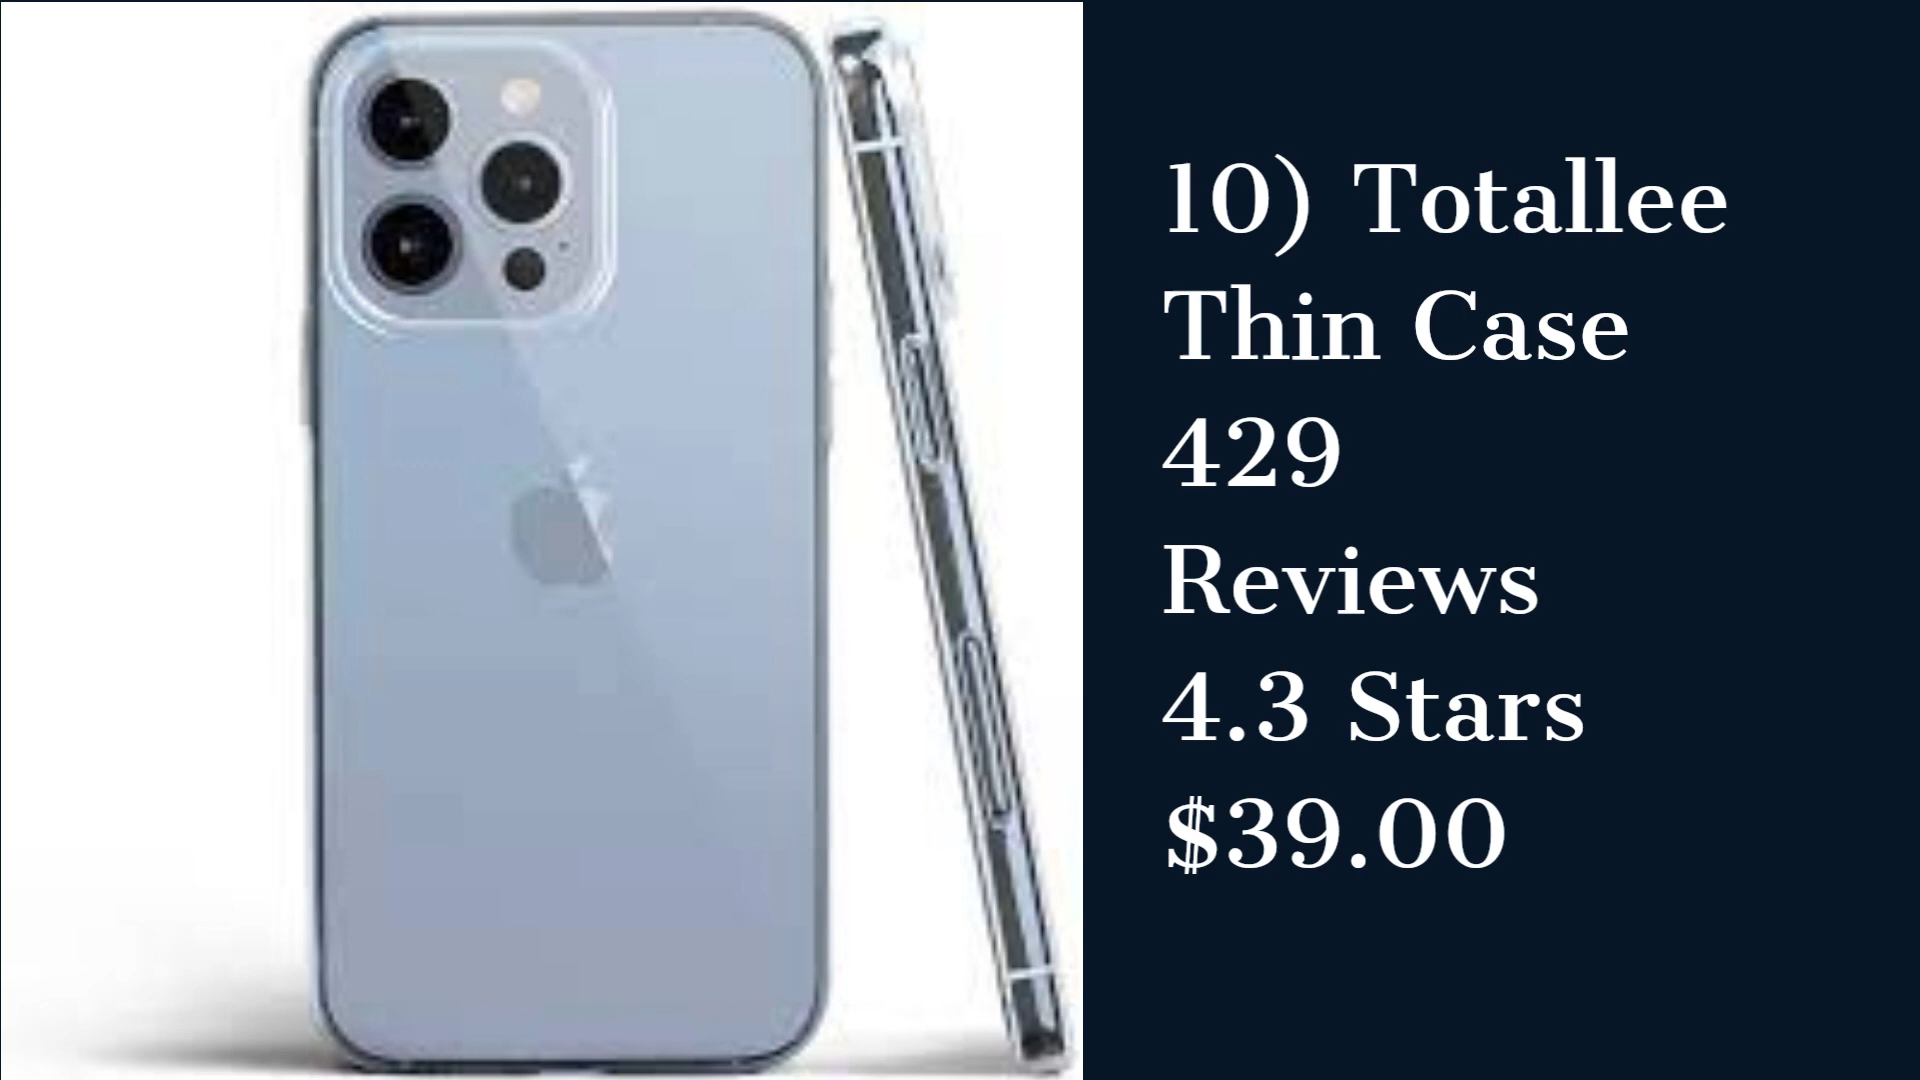 10) Totallee
Thin Case
429
Reviews
4.3 Stars
$39.00